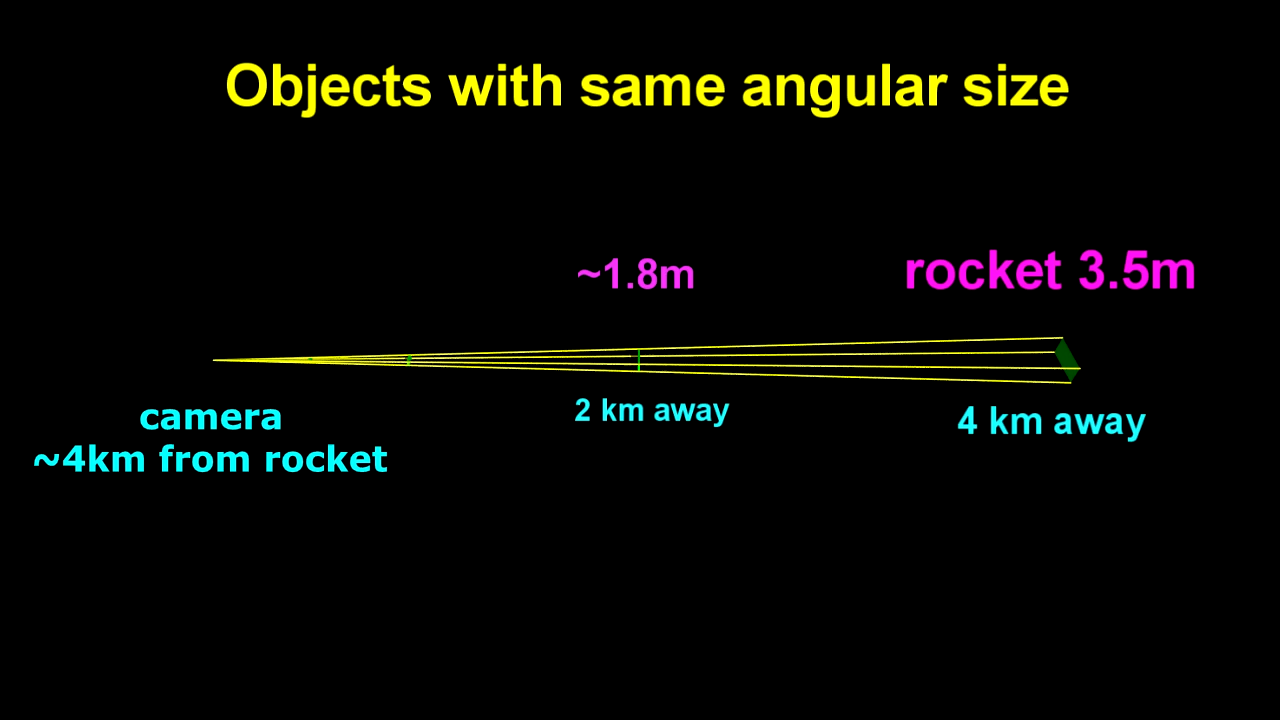 Objects with same angular size
~1.8m
rocket 3.5m
camera
~4km from rocket
2 km away
4 km away